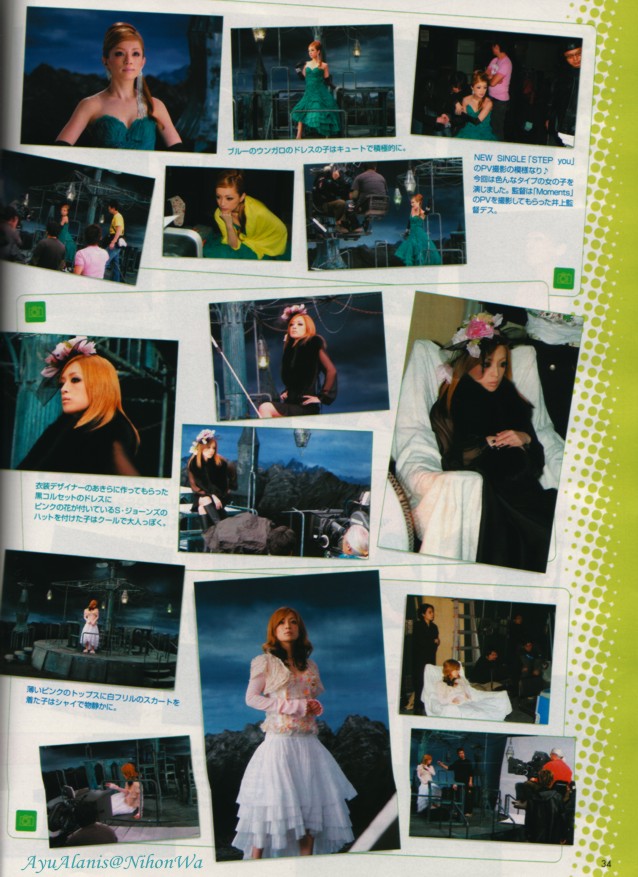 ブルーのウンガロのドレスの子はキュートで積極的に。
NEW SINGLE「STEP you」
のPV撮影の模様なり♪
今回は色んなタイプの女の子を
演じました。監督は「Moments」
のPVを撮影してもらった井上監
督デス。
衣装デザイナーのあきらに作ってもらった
黒コルセットのドレスに
ピンクの花が付いているS・ジョーンズの
ハットを付けた子はクールで大人っぽく。
薄いピンクのトップスに白フリルのスカートを
着た子はシャイで物静かに。
AyuAlanis@NihonWa
34